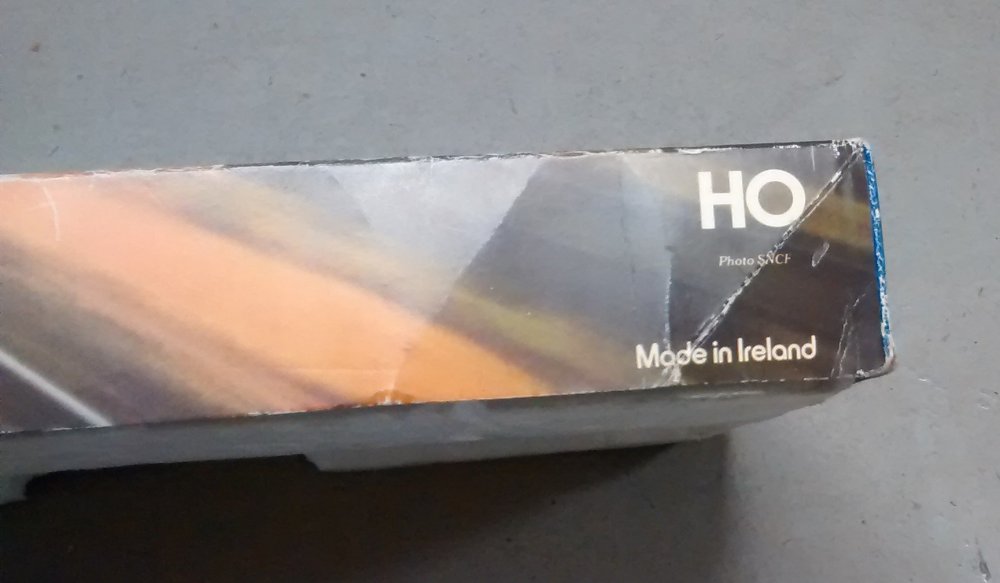 HO
Photo SNCF
Made in Ireland